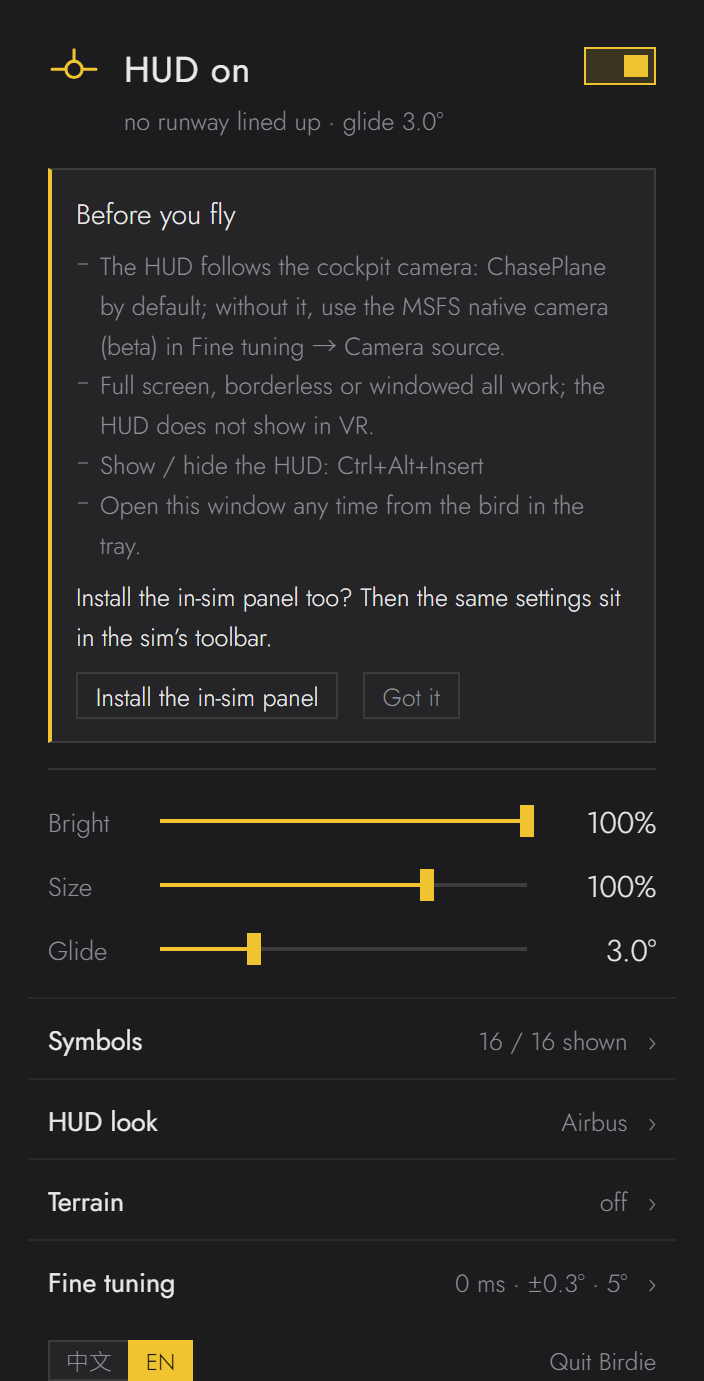 HUD on
no runway lined up · glide 3.0°
Before you fly
– The HUD follows the cockpit camera: ChasePlane
by default; without it, use the MSFS native camera
(beta) in Fine tuning → Camera source.
– Full screen, borderless or windowed all work; the
HUD does not show in VR.
– Show / hide the HUD: Ctrl+Alt+Insert
– Open this window any time from the bird in the
tray.
Install the in-sim panel too? Then the same settings sit
in the sim’s toolbar.
Install the in-sim panel Got it
Bright 100%
Size 100%
Glide 3.0°
Symbols 16 / 16 shown ›
HUD look Airbus ›
Terrain off ›
Fine tuning 0 ms · ±0.3° · 5° ›
中文 EN Quit Birdie